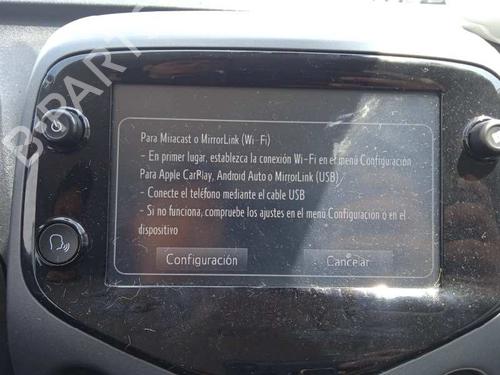 B-PARTS
Para Miracast o MirrorLink (Wi-Fi)
- En primer lugar, establezca la conexión Wi-Fi en el menú Configuración
Para Apple CarPlay, Android Auto o MirrorLink (USB)
- Conecte el teléfono mediante el cable USB
- Si no funciona, compruebe los ajustes en el menú Configuración o en el
dispositivo
Configuración
Cancelar